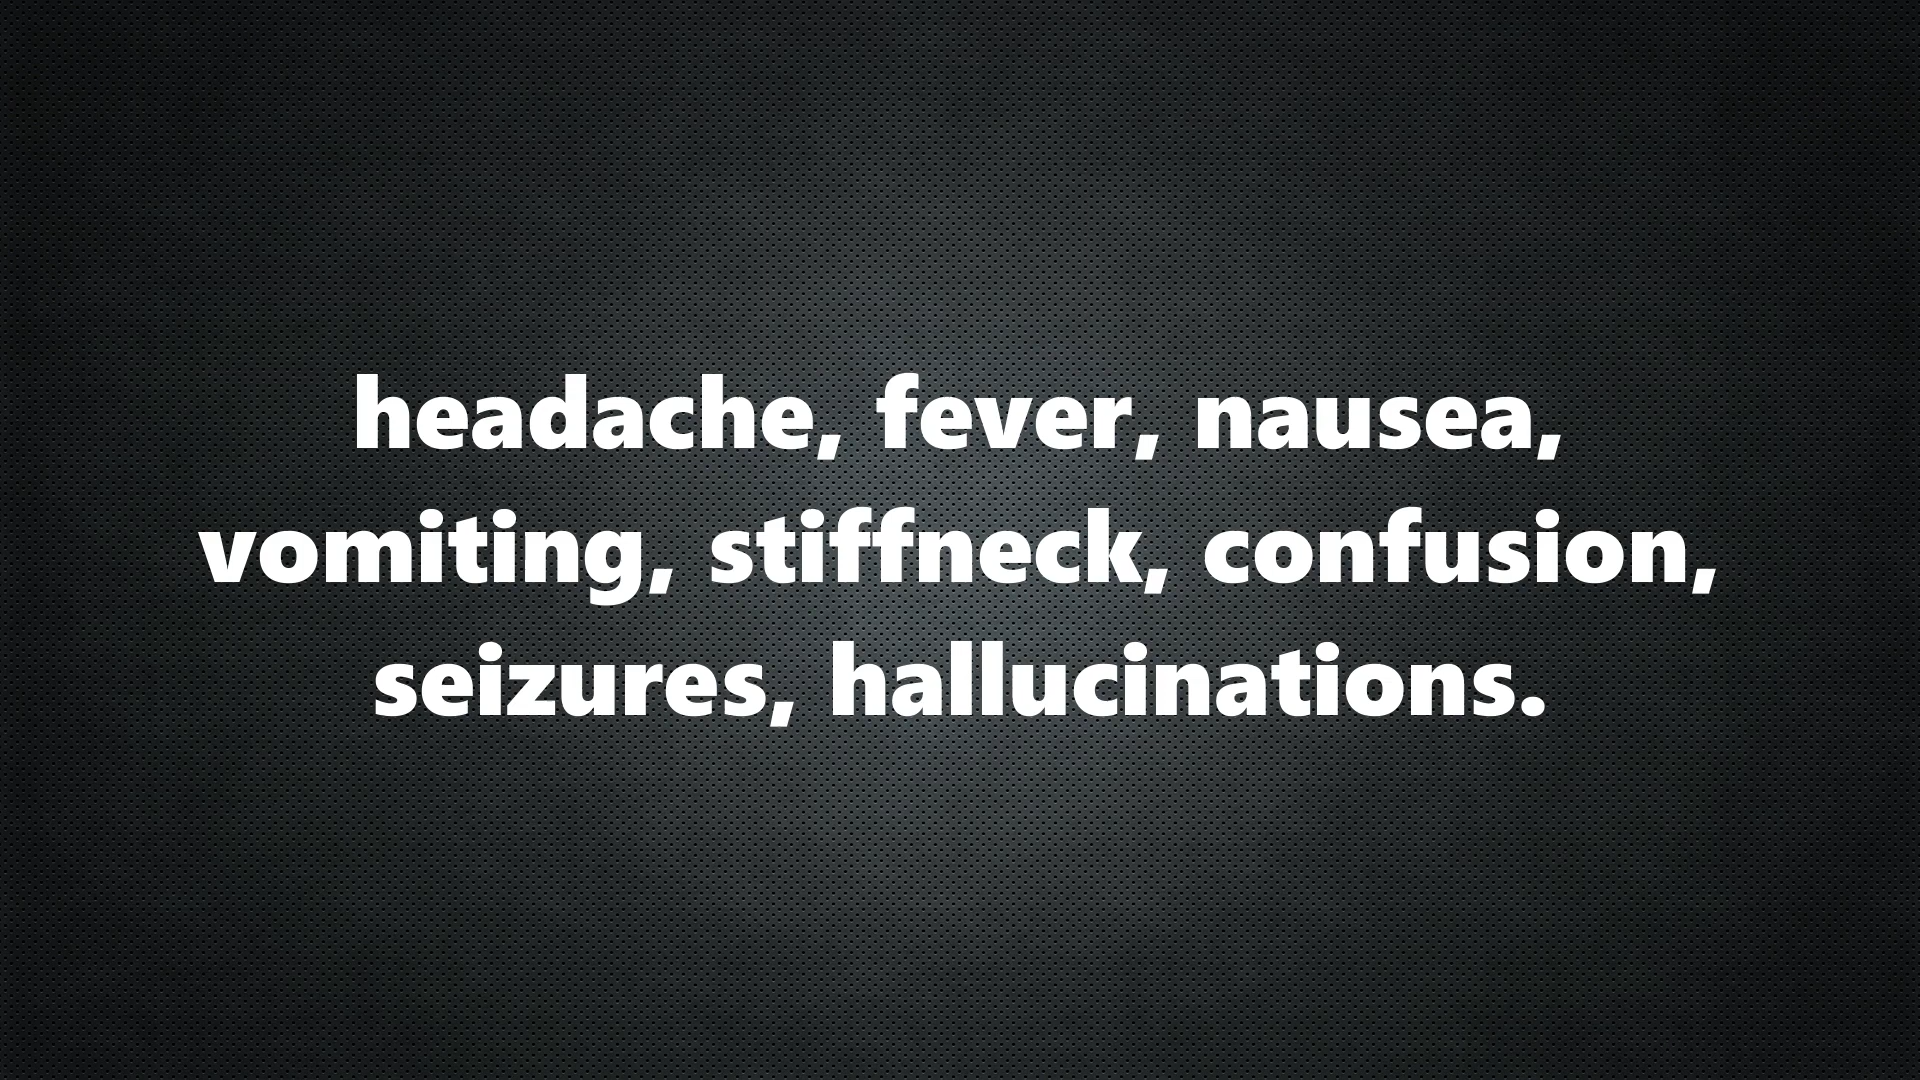 headache, fever, nausea,
vomiting, stiffneck, confusion,
seizures, hallucinations.